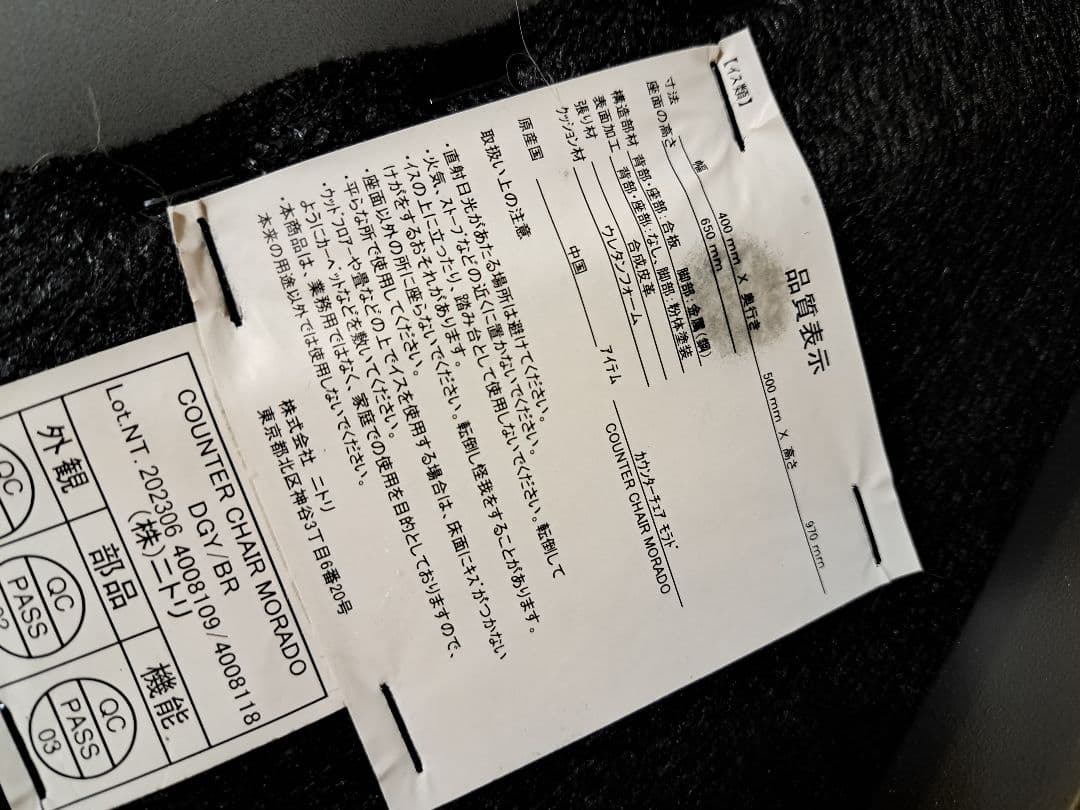 品質表示
【イス類】
寸法 幅 400 mm × 奥行き 500 mm × 高さ 970 mm
座面の高さ 650 mm
構造部材 背部・座部:合板 脚部:金属(鋼)
表面加工 背部・座部:なし、脚部:粉体塗装
張り材 合成皮革
クッション材 ウレタンフォーム
原産国 中国 アイテム カウンターチェア モラド
COUNTER CHAIR MORADO
取扱い上の注意
・直射日光があたる場所は避けてください。
・火気、ストーブなどの近くに置かないでください。
・イスの上に立ったり、踏み台として使用しないでください。転倒して
けがをするおそれがあります。
・座面以外の所に座らないでください。転倒し怪我をすることがあります。
・平らな所で使用してください。
・ウッドフロアーや畳などの上でイスを使用する場合は、床面にキズがつかない
ようにカーペットなどを敷いてください。
・本商品は、業務用ではなく、家庭での使用を目的としておりますので、
本来の用途以外では使用しないでください。
株式会社 ニトリ
東京都北区神谷3丁目6番20号
COUNTER CHAIR MORADO
DGY/BR
(株)ニトリ
Lot.NT. 202306 4008109/4008118
外観 部品 機能
QC QC QC
PASS PASS
03